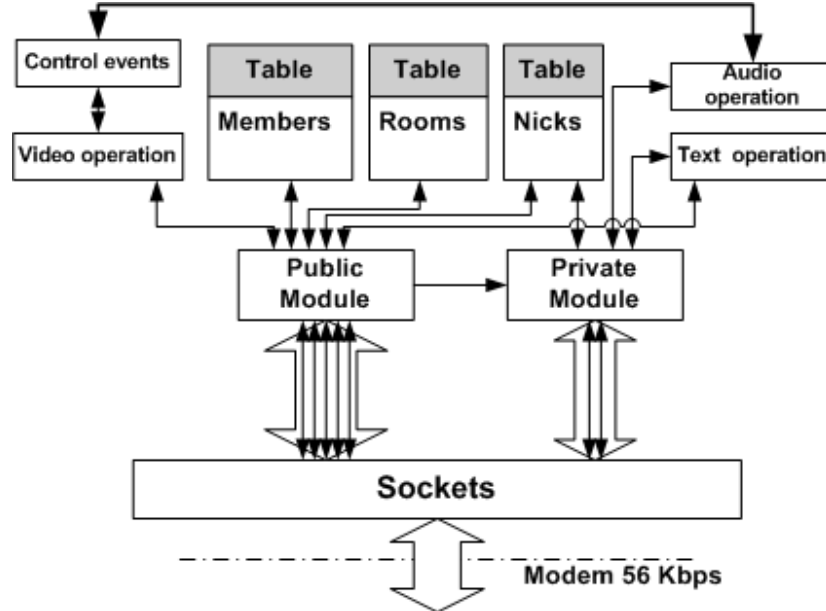 Control events
Video operation
Table
Members
Table
Rooms
Table
Nicks
Audio
operation
Text operation
Public
Module
Private
Module
Sockets
Modem 56 Kbps